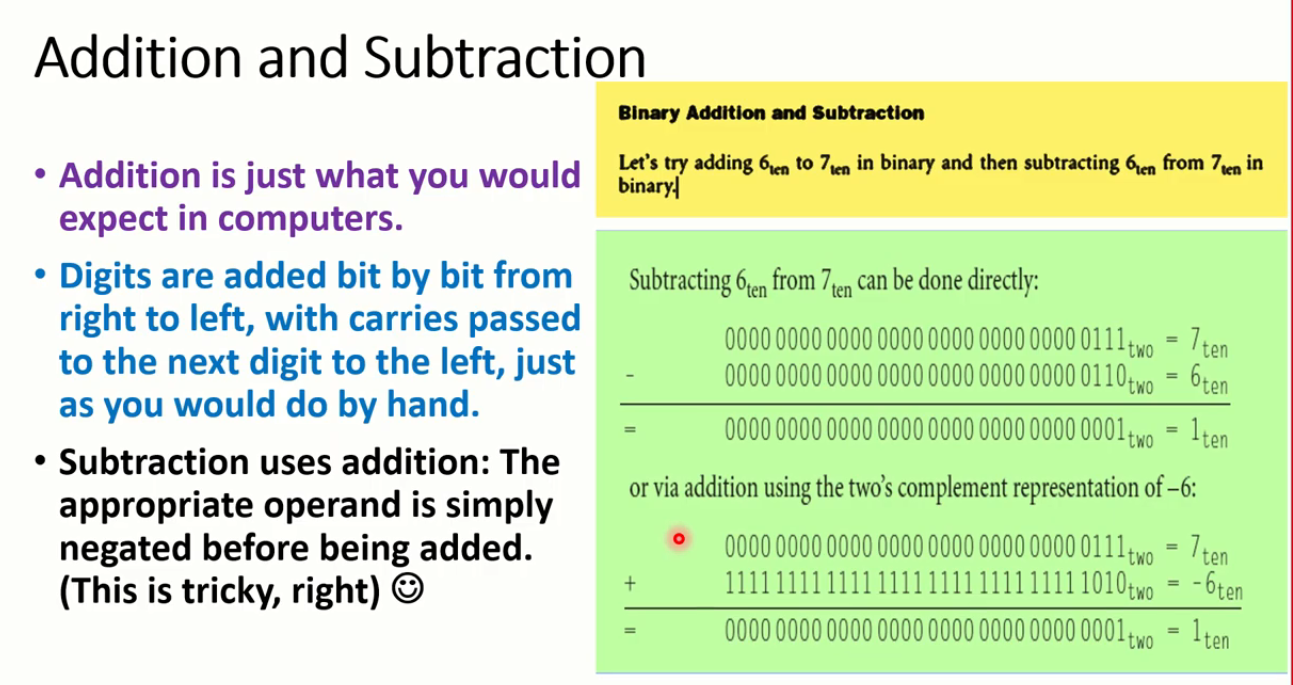 Addition and Subtraction
• Addition is just what you would
expect in computers.
• Digits are added bit by bit from
right to left, with carries passed
to the next digit to the left, just
as you would do by hand.
• Subtraction uses addition: The
appropriate operand is simply
negated before being added.
(This is tricky, right) ☺
Binary Addition and Subtraction
Let's try adding 6ten to 7ten in binary and then subtracting 6ten from 7ten in
binary.
Subtracting 6ten from 7ten can be done directly:
0000 0000 0000 0000 0000 0000 0000 0111two = 7ten
- 0000 0000 0000 0000 0000 0000 0000 0110two = 6ten
= 0000 0000 0000 0000 0000 0000 0000 0001two = 1ten
or via addition using the two's complement representation of –6:
0000 0000 0000 0000 0000 0000 0000 0111two = 7ten
+ 1111 1111 1111 1111 1111 1111 1111 1010two = -6ten
= 0000 0000 0000 0000 0000 0000 0000 0001two = 1ten